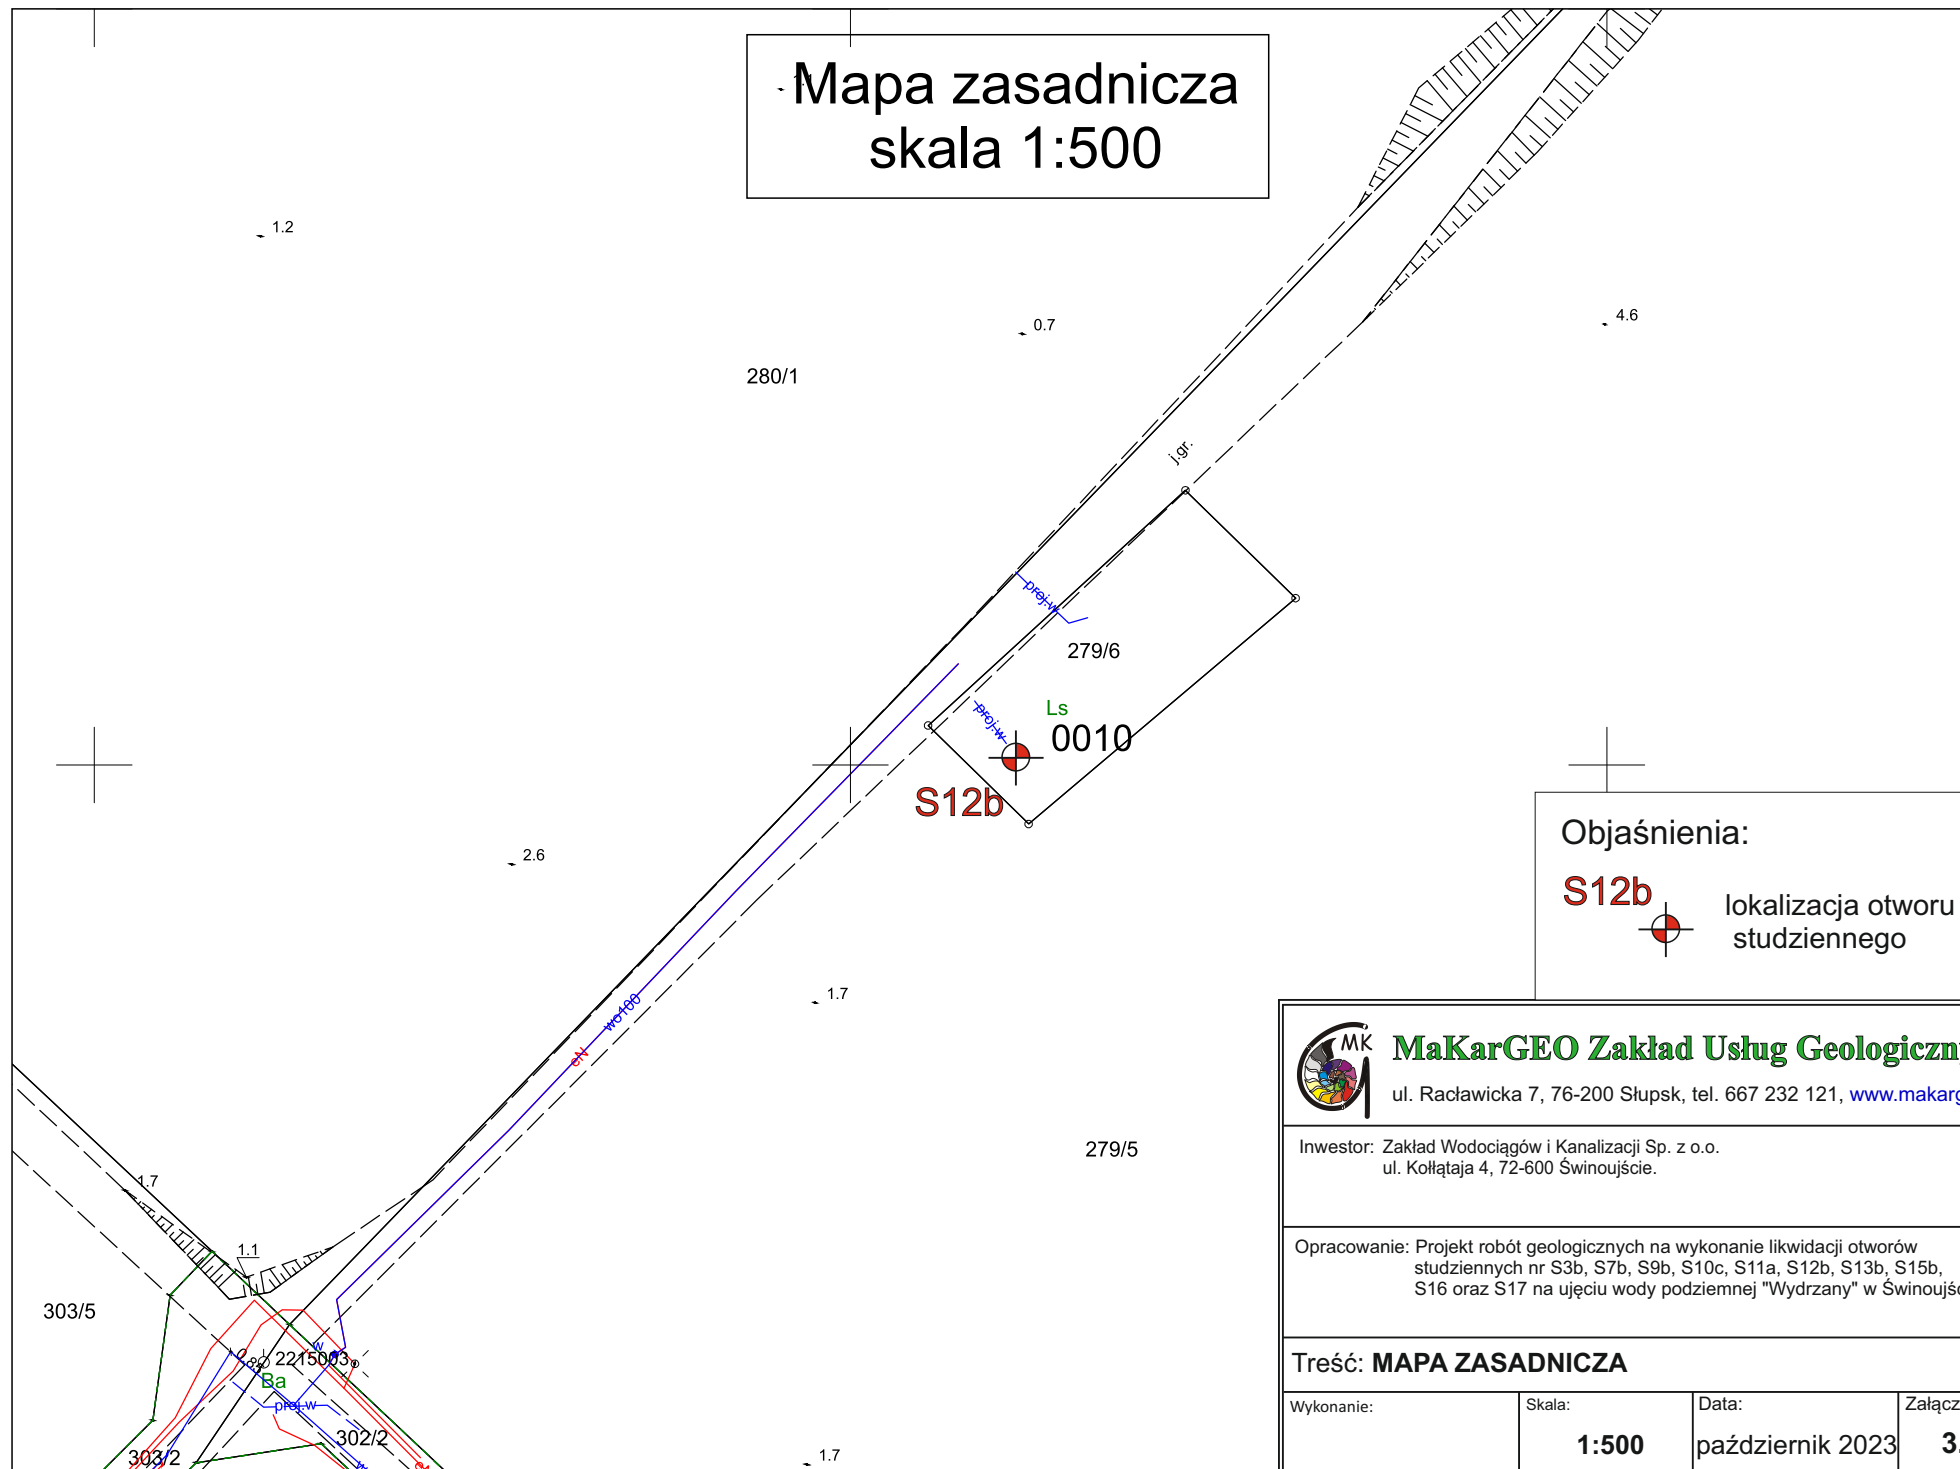 Mapa zasadnicza
skala 1:500
1.2
0.7
4.6
280/1
j.gr.
proj.w
279/6
Ls
proj.w
0010
S12b
2.6
Objaśnienia:
S12b
lokalizacja otworu
studziennego
1.7
wo100
eN
MK
MaKarGEO Zakład Usług Geologiczn
ul. Racławicka 7, 76-200 Słupsk, tel. 667 232 121, www.makarg
279/5
Inwestor: Zakład Wodociągów i Kanalizacji Sp. z o.o.
ul. Kołłątaja 4, 72-600 Świnoujście.
1.7
1.1
Opracowanie: Projekt robót geologicznych na wykonanie likwidacji otworów
studziennych nr S3b, S7b, S9b, S10c, S11a, S12b, S13b, S15b,
S16 oraz S17 na ujęciu wody podziemnej "Wydrzany" w Świnoujś
303/5
w
2215003
Ba
proj.w
Treść: MAPA ZASADNICZA
302/2
303/2
1.7
Wykonanie:
Skala:
1:500
Data:
październik 2023
Załącz
3.